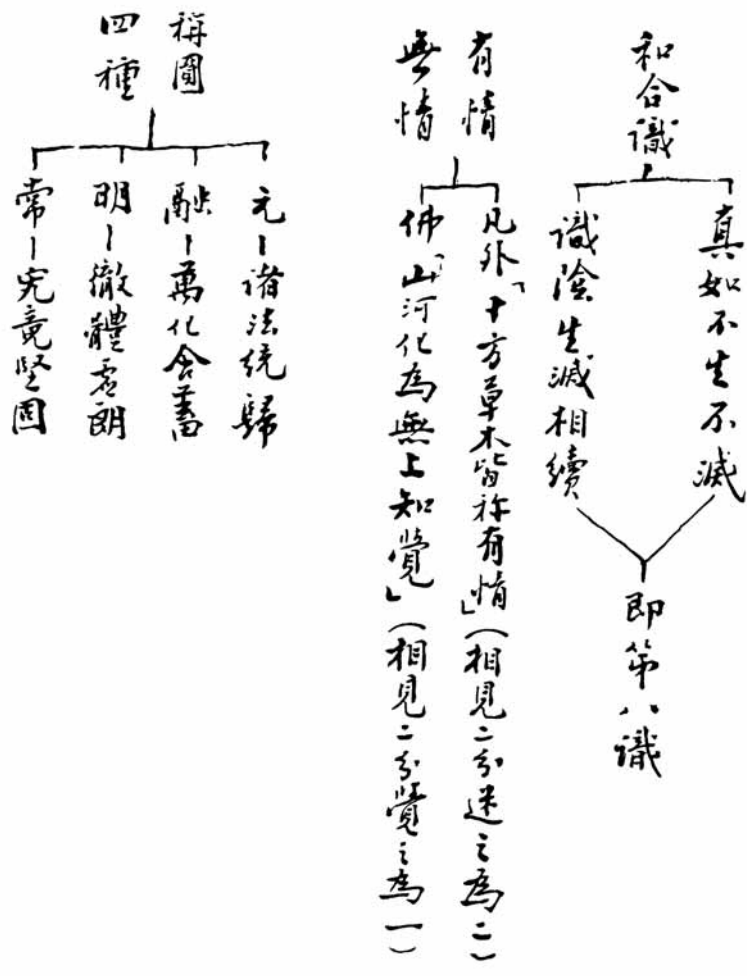 和合識
真如不生不滅
識陰生滅相續
即第八識
有情
無情
凡外「十方草木皆称有情」(相見二分迷之為二)
佛「山河化為無上知覺」(相見二分覺之為一)
稱圓
四種
元-諸法統歸
融-萬化含蓄
明-徹體虛朗
常-究竟堅固